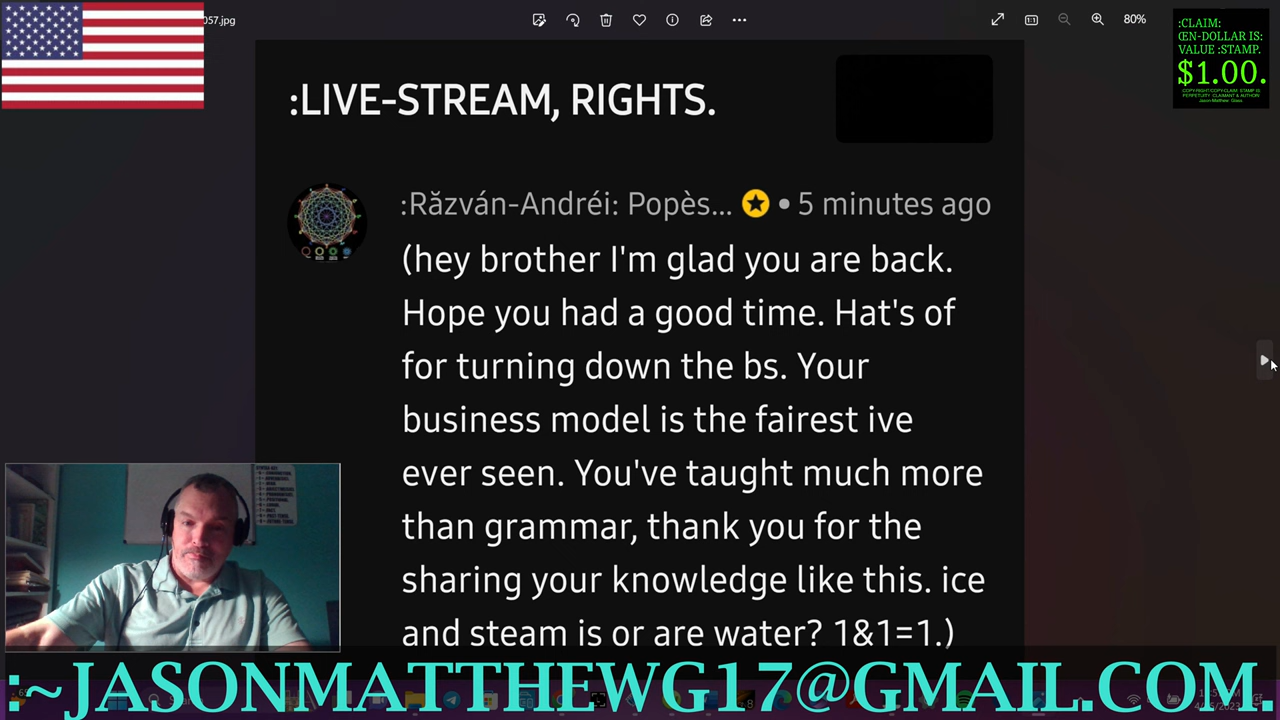 057.jpg
80%
:CLAIM:
ŒN-DOLLAR IS:
VALUE :STAMP.
$1.00.
:LIVE-STREAM, RIGHTS.
:Răzván-Andréi: Popès... • 5 minutes ago
(hey brother I'm glad you are back.
Hope you had a good time. Hat's of
for turning down the bs. Your
business model is the fairest ive
ever seen. You've taught much more
than grammar, thank you for the
sharing your knowledge like this. ice
and steam is or are water? 1&1=1.)
:~JASONMATTHEWG17@GMAIL.COM.